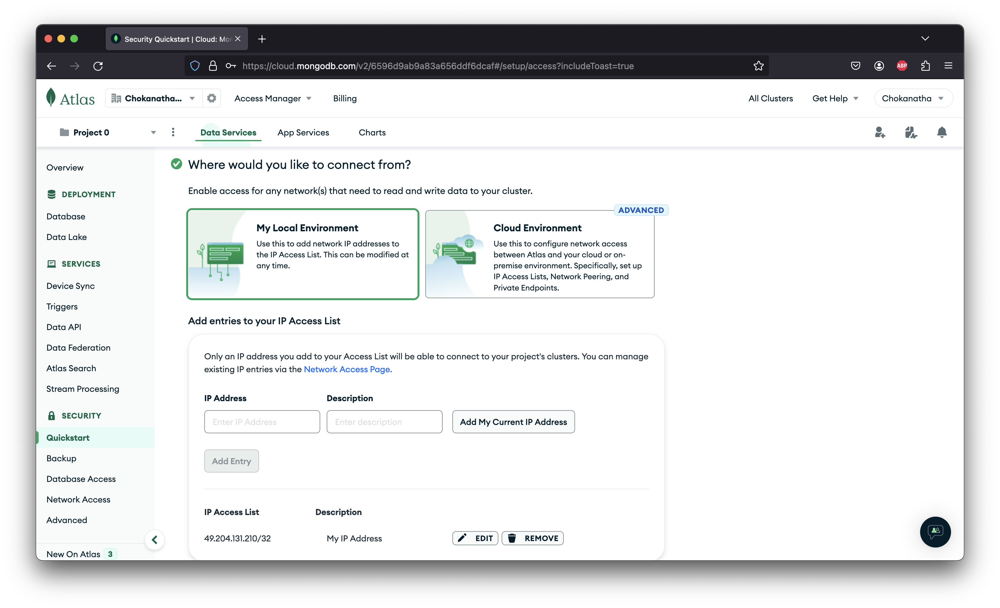 Security Quickstart | Cloud: Mon
https://cloud.mongodb.com/v2/6596d9ab9a83a656ddf6dcaf#/setup/access?includeToast=true
ABP
Atlas
Chokanatha...
Access Manager
Billing
All Clusters
Get Help
Chokanatha
Project 0
Data Services
App Services
Charts
Overview
DEPLOYMENT
Database
Data Lake
SERVICES
Device Sync
Triggers
Data API
Data Federation
Atlas Search
Stream Processing
SECURITY
Quickstart
Backup
Database Access
Network Access
Advanced
New On Atlas 3
Where would you like to connect from?
Enable access for any network(s) that need to read and write data to your cluster.
My Local Environment
Use this to add network IP addresses to
the IP Access List. This can be modified at
any time.
ADVANCED
Cloud Environment
Use this to configure network access
between Atlas and your cloud or on-
premise environment. Specifically, set up
IP Access Lists, Network Peering, and
Private Endpoints.
Add entries to your IP Access List
Only an IP address you add to your Access List will be able to connect to your project's clusters. You can manage
existing IP entries via the Network Access Page.
IP Address
Description
Enter IP Address
Enter description
Add My Current IP Address
Add Entry
IP Access List
Description
49.204.131.210/32
My IP Address
EDIT
REMOVE